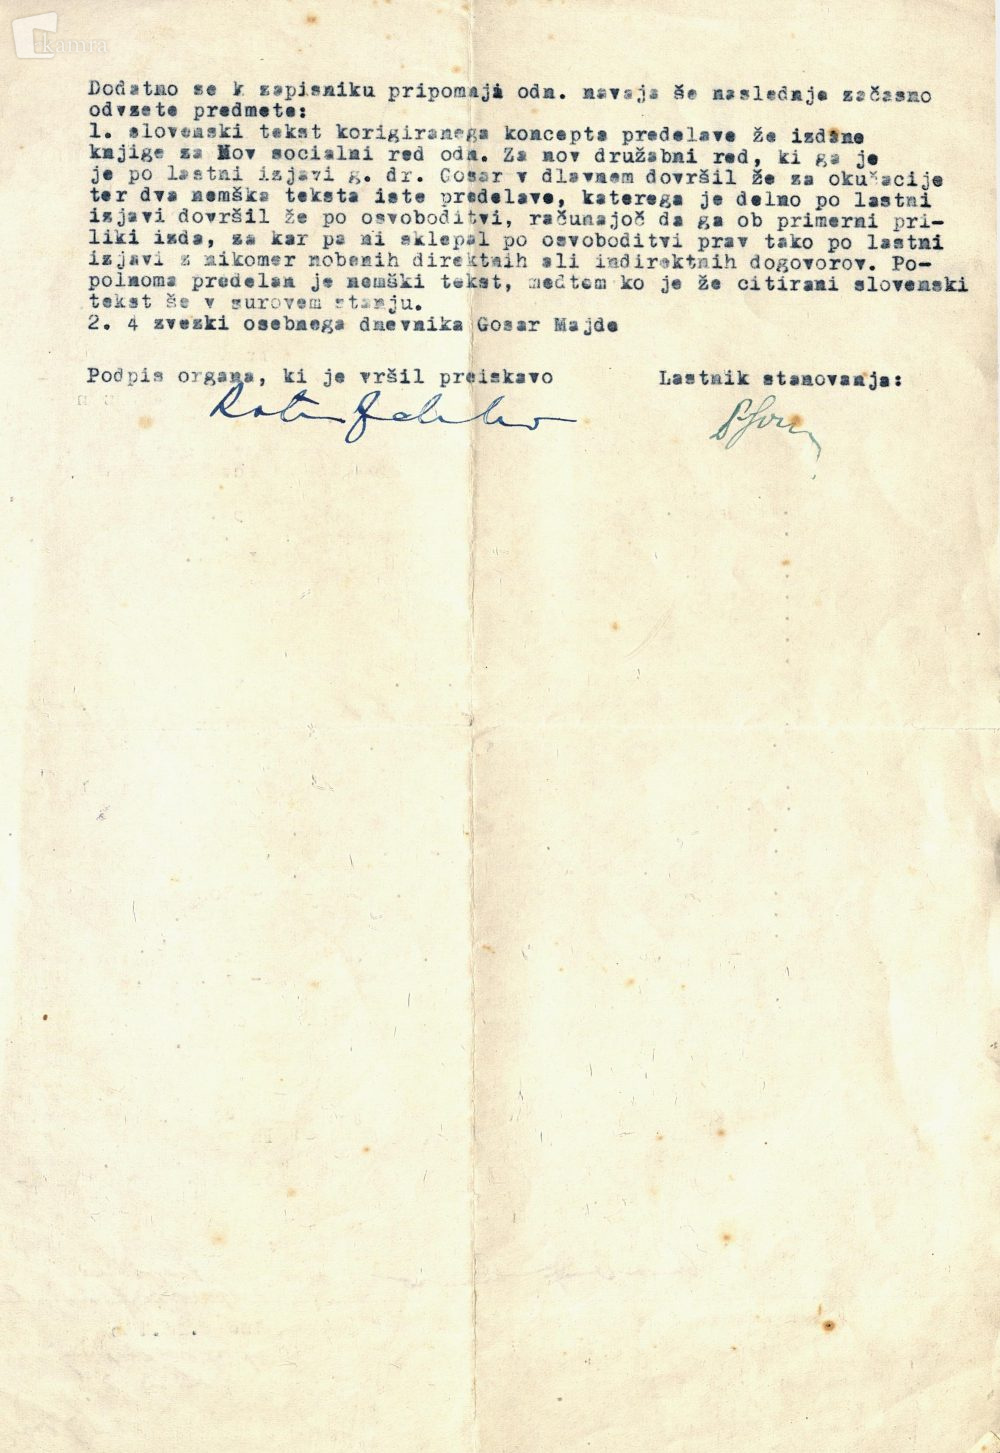 kamra
Dodatno se k zapisniku pripomnji odn. navaja še naslednje začasno
odvzete predmete:
1. slovenski tekst korigiranega koncepta predelave že izdane
knjige za Nov socialni red odn. Za nov družabni red, ki ga je
je po lastni izjavi g. dr. Gosar v dlavnem dovršil že za okupacije
ter dva nemška teksta iste predelave, katerega je delno po lastni
izjavi dovršil že po osvoboditvi, računajoč da ga ob primerni pri-
liki izda, za kar pa ni sklepal po osvoboditvi prav tako po lastni
izjavi z nikomer nobenih direktnih ali indirektnih dogovorov. Po-
polnoma predelan je nemški tekst, medtem ko je že citirani slovenski
tekst še v surovem stanju.
2. 4 zvezki osebnega dnevnika Gosar Majde
Podpis organa, ki je vršil preiskavo Lastnik stanovanja: